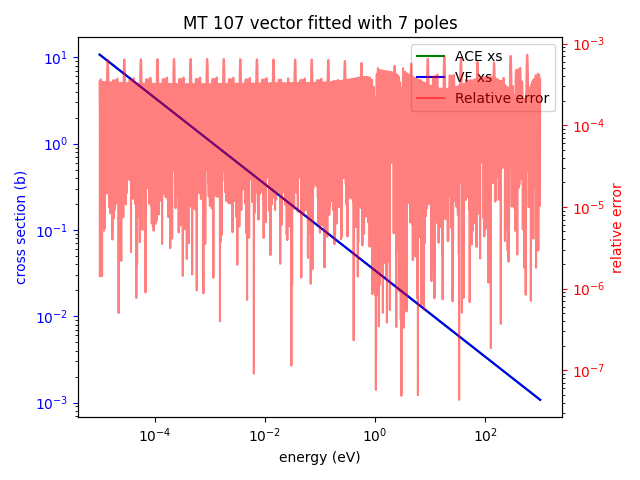 MT 107 vector fitted with 7 poles
ACE xs
VF xs
Relative error
cross section (b)
10¹
10⁰
10⁻¹
10⁻²
10⁻³
relative error
10⁻³
10⁻⁴
10⁻⁵
10⁻⁶
10⁻⁷
10⁻⁴
10⁻²
10⁰
10²
energy (eV)